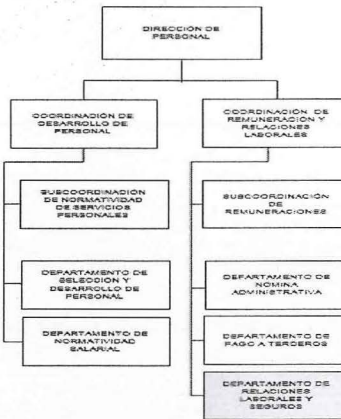 DIRECCIÓN DE
PERSONAL
COORDINACIÓN DE
DESARROLLO DE
PERSONAL
COORDINACIÓN DE
REMUNERACIÓN Y
RELACIONES
LABORALES
SUBCOORDINACIÓN
DE NORMATIVIDAD
DE SERVICIOS
PERSONALES
SUBCOORDINACIÓN
DE
REMUNERACIONES
DEPARTAMENTO DE
SELECCIÓN Y
DESARROLLO DE
PERSONAL
DEPARTAMENTO DE
NOMINA
ADMINISTRATIVA
DEPARTAMENTO DE
NORMATIVIDAD
SALARIAL
DEPARTAMENTO DE
PAGO A TERCEROS
DEPARTAMENTO DE
RELACIONES
LABORALES Y
SEGUROS